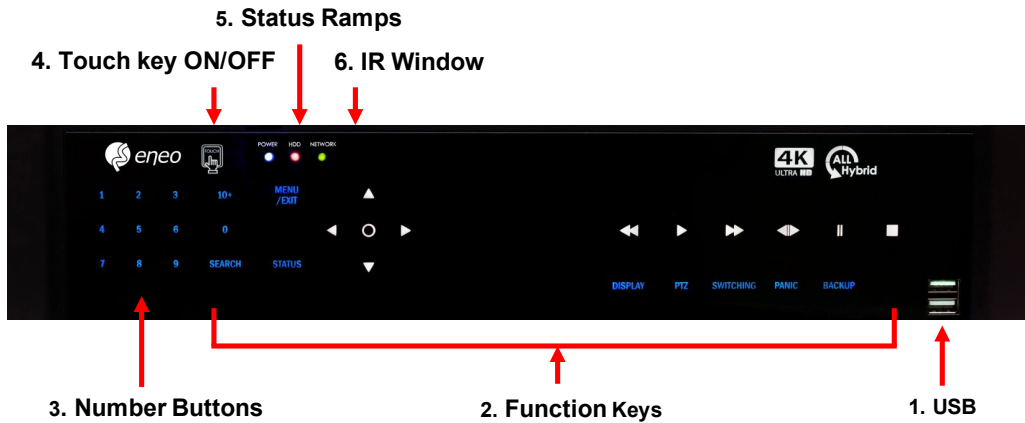 5. Status Ramps
4. Touch key ON/OFF
6. IR Window
eneo
TOUCH
POWER HDD NETWORK
4K
ULTRA HD
ALL
Hybrid
1 2 3 10+ MENU
/EXIT
4 5 6 0
7 8 9 SEARCH STATUS
DISPLAY PTZ SWITCHING PANIC BACKUP
3. Number Buttons
2. Function Keys
1. USB